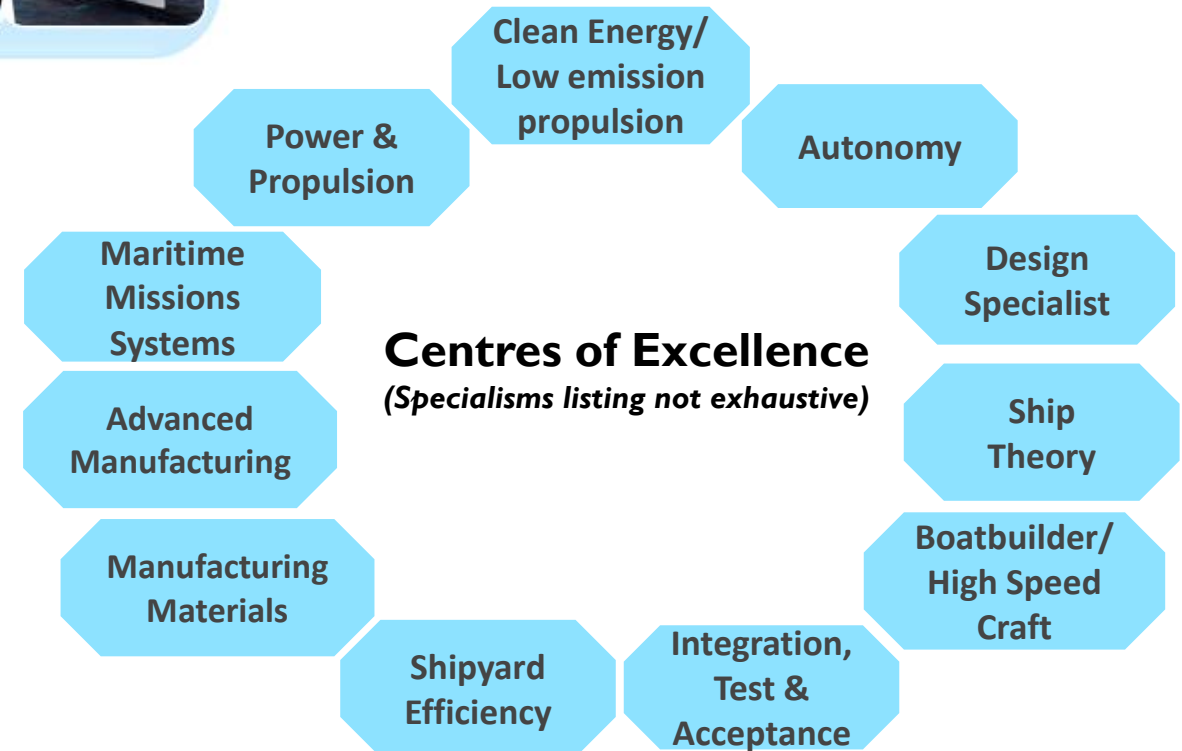 Clean Energy/
Low emission
propulsion
Power &
Propulsion
Autonomy
Maritime
Missions
Systems
Design
Specialist
Centres of Excellence
(Specialisms listing not exhaustive)
Advanced
Manufacturing
Ship
Theory
Manufacturing
Materials
Boatbuilder/
High Speed
Craft
Shipyard
Efficiency
Integration,
Test &
Acceptance